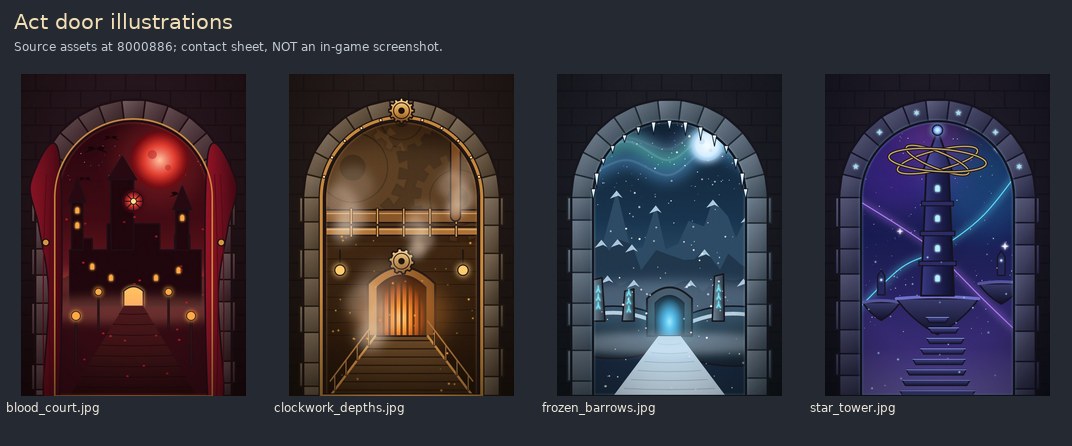 Act door illustrations
Source assets at 8000886; contact sheet, NOT an in-game screenshot.
blood_court.jpg
clockwork_depths.jpg
frozen_barrows.jpg
star_tower.jpg